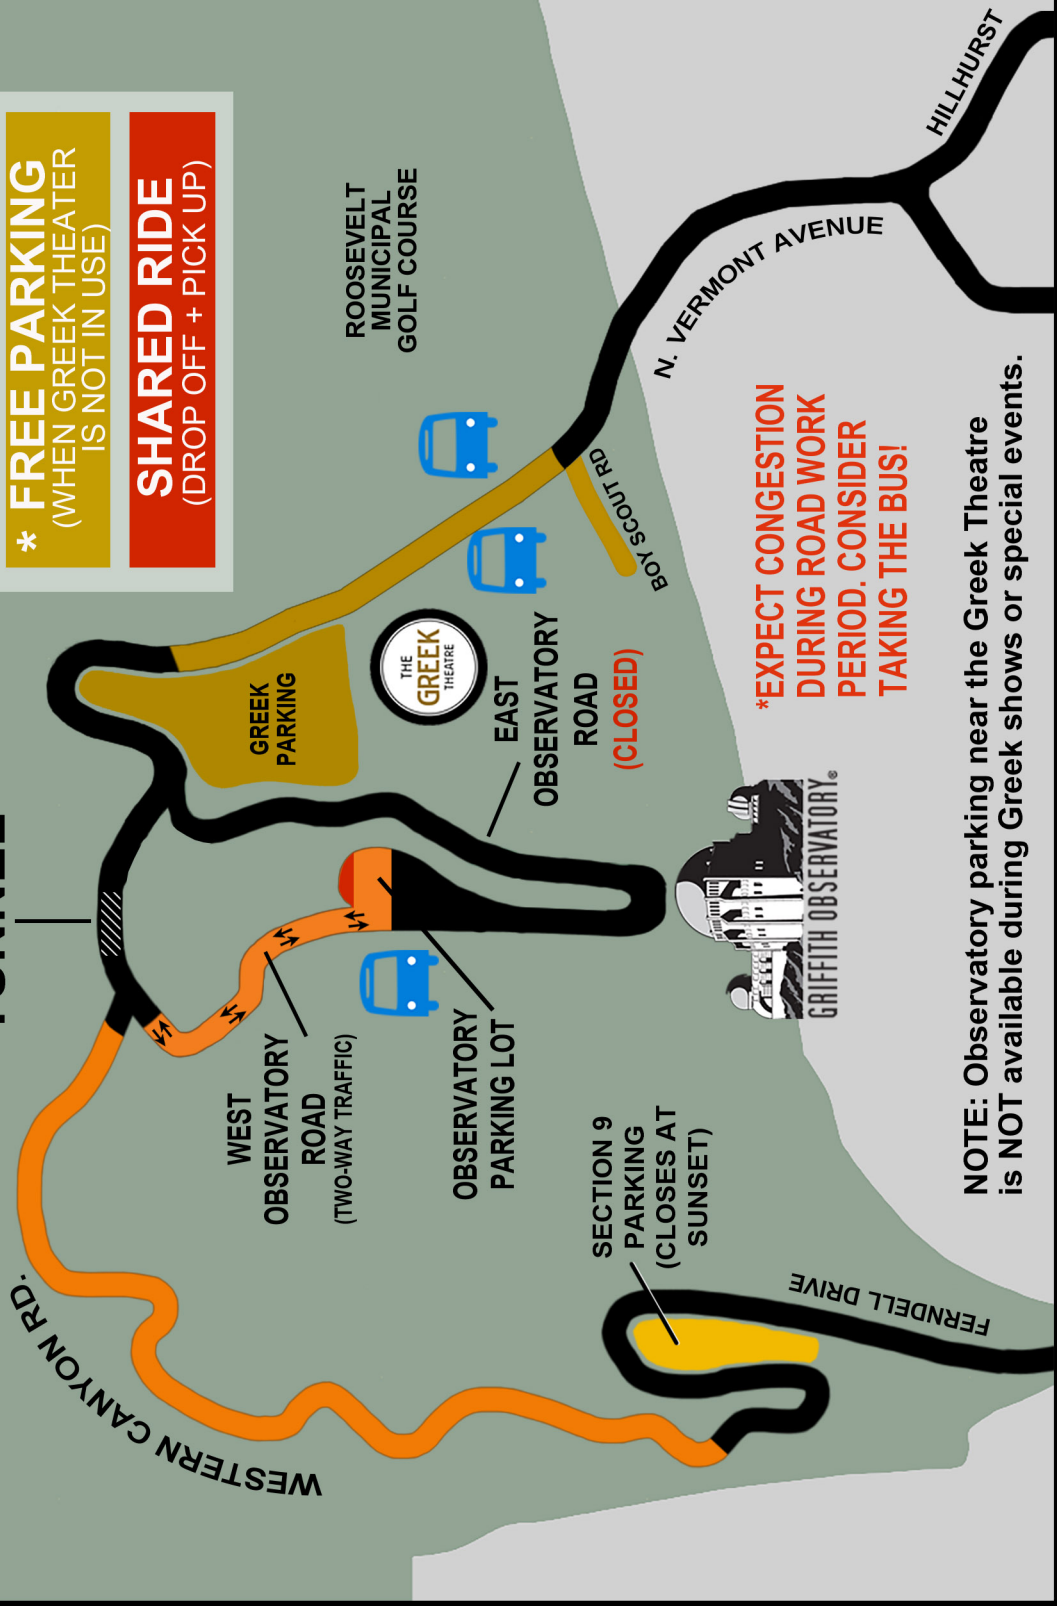 * FREE PARKING
(WHEN GREEK THEATER
IS NOT IN USE)
SHARED RIDE
(DROP OFF + PICK UP)
WESTERN CANYON RD.
WEST
OBSERVATORY
ROAD
(TWO-WAY TRAFFIC)
OBSERVATORY
PARKING LOT
SECTION 9
PARKING
(CLOSES AT
SUNSET)
FERNDELL DRIVE
GREEK
PARKING
THE
GREEK
THEATRE
EAST
OBSERVATORY
ROAD
(CLOSED)
ROOSEVELT
MUNICIPAL
GOLF COURSE
BOY SCOUT RD
N. VERMONT AVENUE
HILLHURST
GRIFFITH OBSERVATORY®
*EXPECT CONGESTION
DURING ROAD WORK
PERIOD. CONSIDER
TAKING THE BUS!
NOTE: Observatory parking near the Greek Theatre
is NOT available during Greek shows or special events.